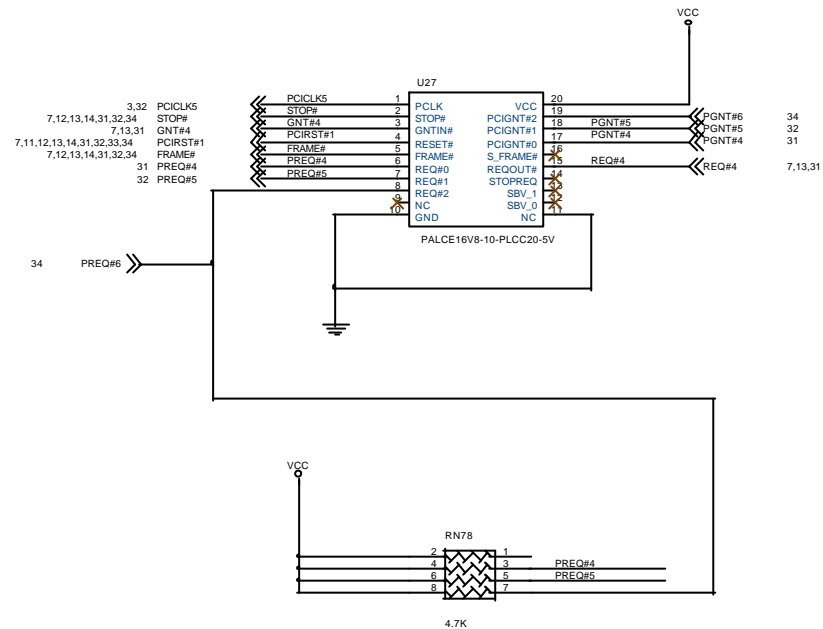 VCC
U27
3,32 PCICLK5 PCICLK5 1 PCLK VCC 20
7,12,13,14,31,32,34 STOP# STOP# 2 STOP# PCIGNT#2 19 PGNT#6 34
7,13,31 GNT#4 GNT#4 3 GNTIN# PCIGNT#1 18 PGNT#5 PGNT#5 32
7,11,12,13,14,31,32,33,34 PCIRST#1 PCIRST#1 4 RESET# PCIGNT#0 17 PGNT#4 PGNT#4 31
7,12,13,14,31,32,34 FRAME# FRAME# 5 FRAME# S_FRAME# 16
31 PREQ#4 PREQ#4 6 REQ#0 REQOUT# 15 REQ#4 REQ#4 7,13,31
32 PREQ#5 PREQ#5 7 REQ#1 STOPREQ 14
8 REQ#2 SBV_1 13
9 NC SBV_0 12
10 GND NC 11
PALCE16V8-10-PLCC20-5V
34 PREQ#6
VCC
RN78
2 1
4 3 PREQ#4
6 5 PREQ#5
8 7
4.7K